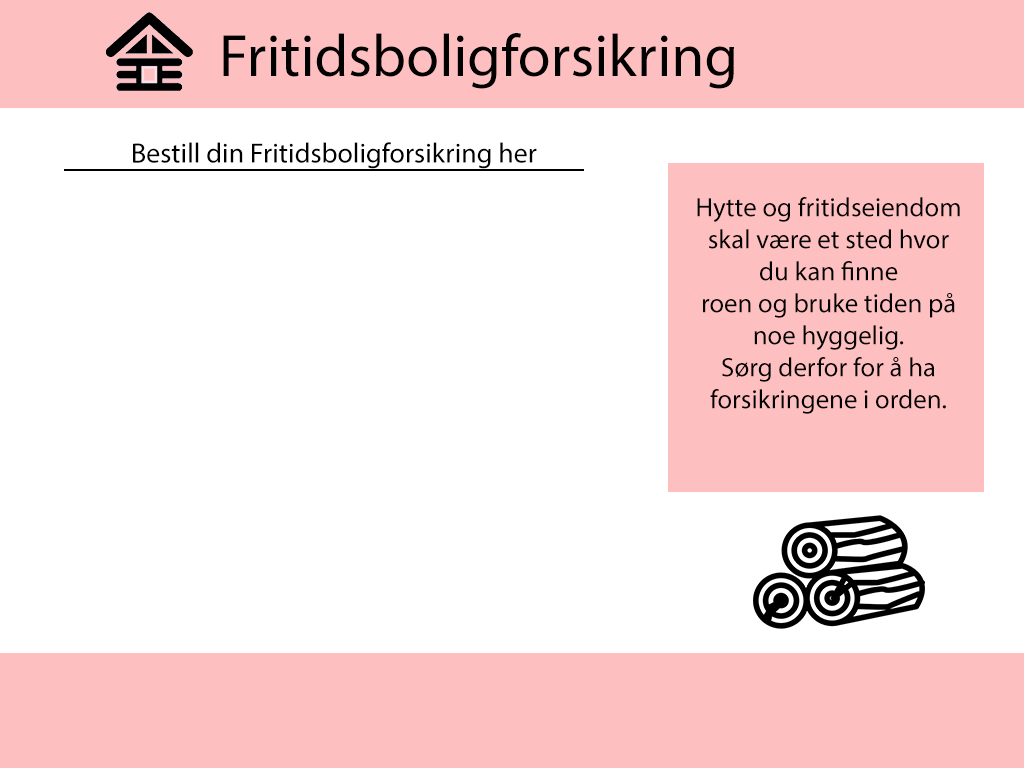 Fritidsboligforsikring
Bestill din Fritidsboligforsikring her
Hytte og fritidseiendom
skal være et sted hvor
du kan finne
roen og bruke tiden på
noe hyggelig.
Sørg derfor for å ha
forsikringene i orden.